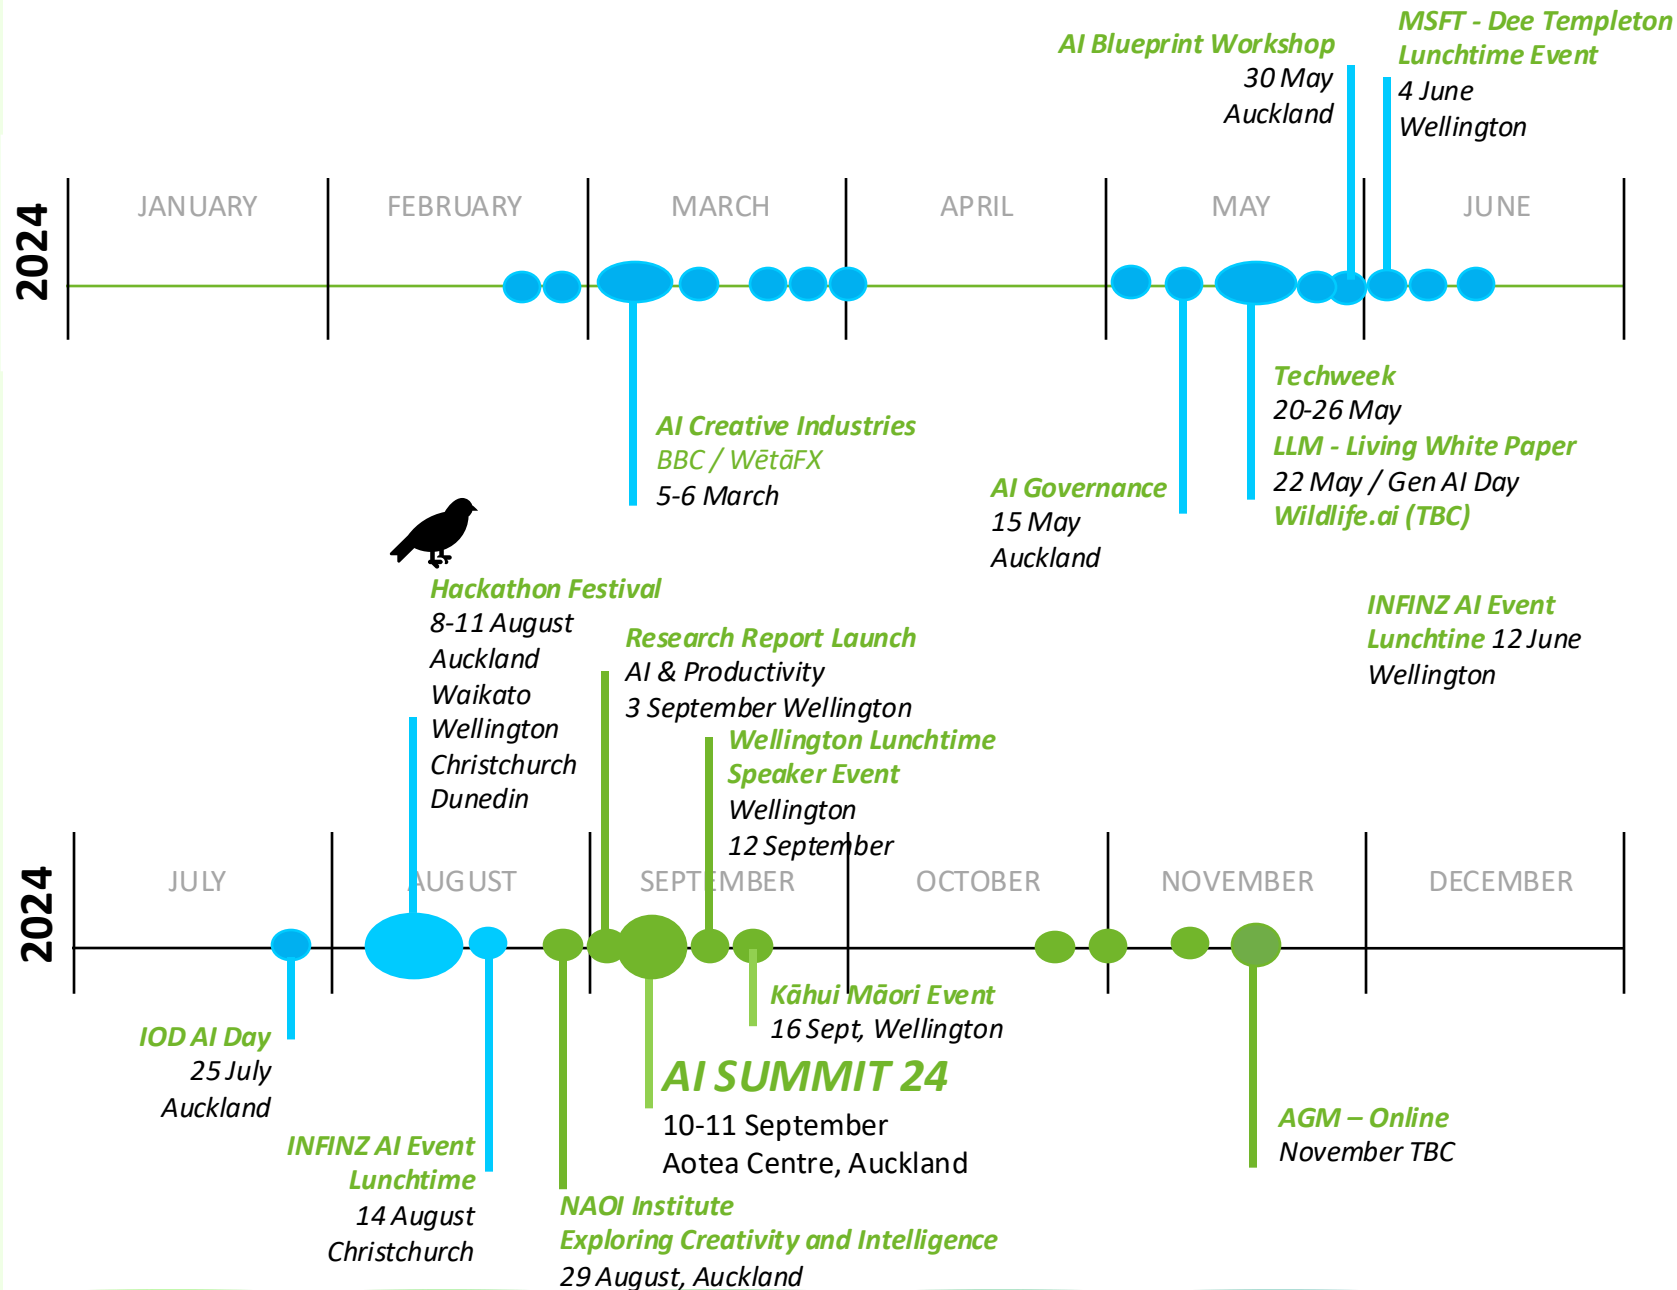 AI Blueprint Workshop
30 May
Auckland
MSFT - Dee Templeton
Lunchtime Event
4 June
Wellington
2024
JANUARY
FEBRUARY
MARCH
APRIL
MAY
JUNE
AI Creative Industries
BBC / WētāFX
5-6 March
AI Governance
15 May
Auckland
Techweek
20-26 May
LLM - Living White Paper
22 May / Gen AI Day
Wildlife.ai (TBC)
INFINZ AI Event
Lunchtine 12 June
Wellington
Hackathon Festival
8-11 August
Auckland
Waikato
Wellington
Christchurch
Dunedin
Research Report Launch
AI & Productivity
3 September Wellington
Wellington Lunchtime
Speaker Event
Wellington
12 September
2024
JULY
AUGUST
SEPTEMBER
OCTOBER
NOVEMBER
DECEMBER
IOD AI Day
25 July
Auckland
INFINZ AI Event
Lunchtime
14 August
Christchurch
NAOI Institute
Exploring Creativity and Intelligence
29 August, Auckland
Kāhui Māori Event
16 Sept, Wellington
AI SUMMIT 24
10-11 September
Aotea Centre, Auckland
AGM – Online
November TBC